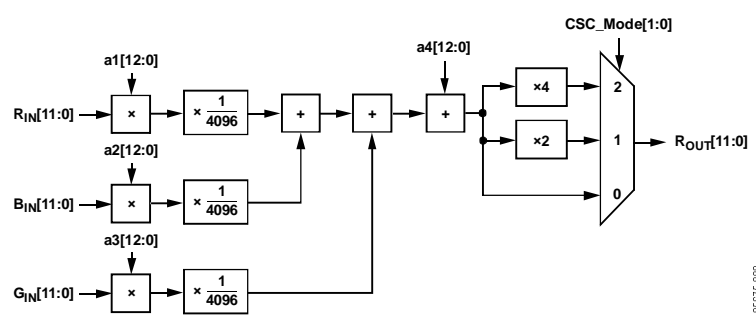 CSC_Mode[1:0]
a1[12:0]
a4[12:0]
R_IN[11:0]
×
× 1/4096
+
+
+
×4
2
a2[12:0]
×2
1
R_OUT[11:0]
B_IN[11:0]
×
× 1/4096
0
a3[12:0]
G_IN[11:0]
×
× 1/4096